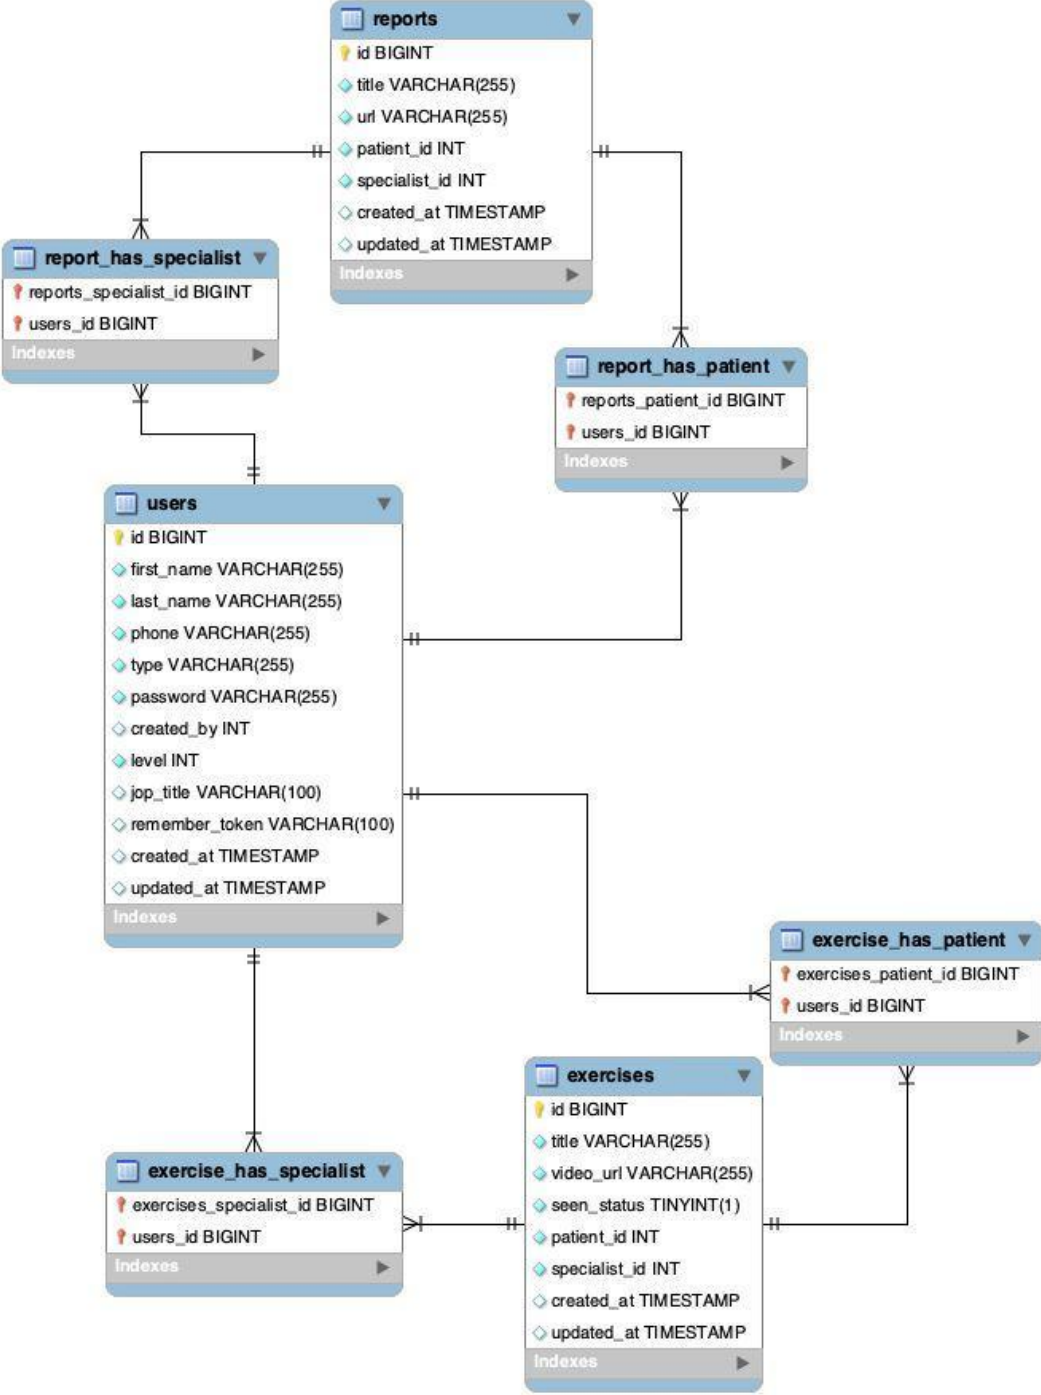 reports
id BIGINT
title VARCHAR(255)
url VARCHAR(255)
patient_id INT
specialist_id INT
created_at TIMESTAMP
updated_at TIMESTAMP
Indexes
report_has_specialist
reports_specialist_id BIGINT
users_id BIGINT
Indexes
report_has_patient
reports_patient_id BIGINT
users_id BIGINT
Indexes
users
id BIGINT
first_name VARCHAR(255)
last_name VARCHAR(255)
phone VARCHAR(255)
type VARCHAR(255)
password VARCHAR(255)
created_by INT
level INT
jop_title VARCHAR(100)
remember_token VARCHAR(100)
created_at TIMESTAMP
updated_at TIMESTAMP
Indexes
exercise_has_patient
exercises_patient_id BIGINT
users_id BIGINT
Indexes
exercises
id BIGINT
title VARCHAR(255)
video_url VARCHAR(255)
seen_status TINYINT(1)
patient_id INT
specialist_id INT
created_at TIMESTAMP
updated_at TIMESTAMP
Indexes
exercise_has_specialist
exercises_specialist_id BIGINT
users_id BIGINT
Indexes